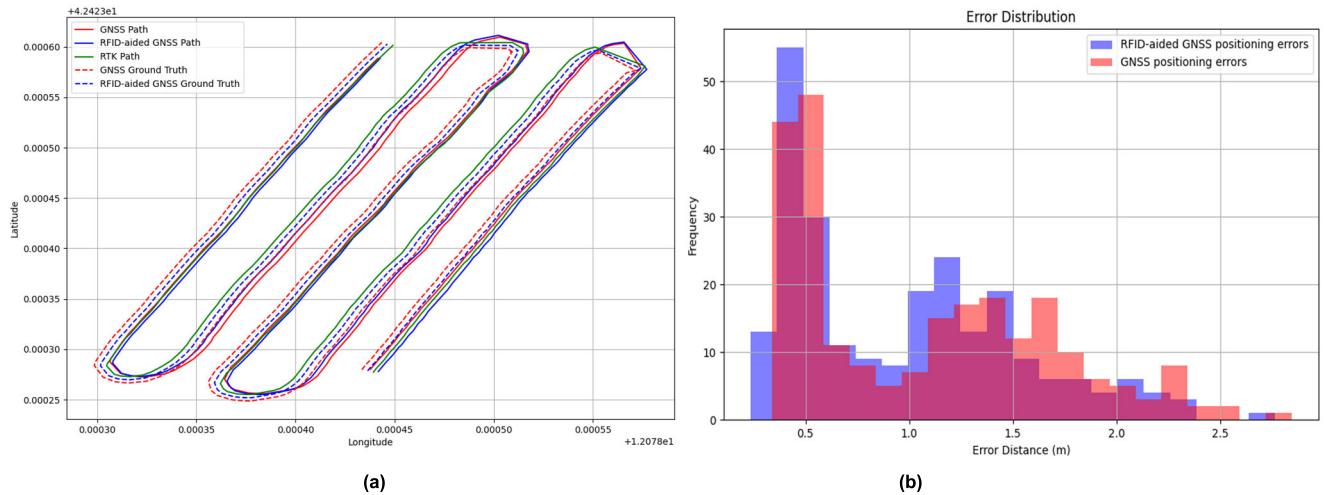 +4.2423e1
GNSS Path
RFID-aided GNSS Path
RTK Path
GNSS Ground Truth
RFID-aided GNSS Ground Truth
0.00060
0.00055
0.00050
0.00045
0.00040
0.00035
0.00030
0.00025
Latitude
0.00030
0.00035
0.00040
0.00045
0.00050
0.00055
Longitude
+1.2078e1
(a)
Error Distribution
RFID-aided GNSS positioning errors
GNSS positioning errors
50
40
30
20
10
0
Frequency
0.5
1.0
1.5
2.0
2.5
Error Distance (m)
(b)